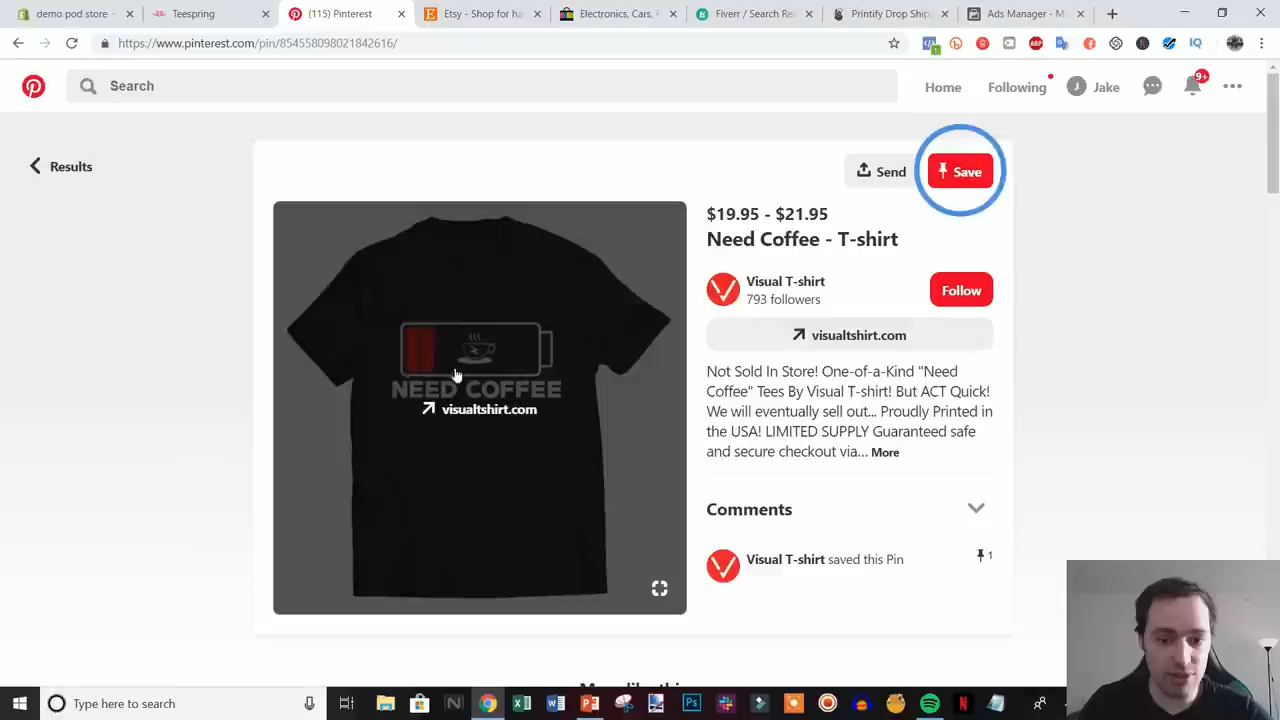 demo pod store -
Teespring
(115) Pinterest
Etsy - Shop for ha
Electronics, Cars, F
Fiverr / Search Re
Printify Drop Ship
Ads Manager - M
https://www.pinterest.com/pin/854558098021842616/
ABP
IQ
Search
Home
Following
J
Jake
9+
Results
Send
Save
$19.95 - $21.95
Need Coffee - T-shirt
Visual T-shirt
793 followers
Follow
visualtshirt.com
NEED COFFEE
visualtshirt.com
Not Sold In Store! One-of-a-Kind "Need
Coffee" Tees By Visual T-shirt! But ACT Quick!
We will eventually sell out... Proudly Printed in
the USA! LIMITED SUPPLY Guaranteed safe
and secure checkout via... More
Comments
Visual T-shirt saved this Pin
1
Type here to search